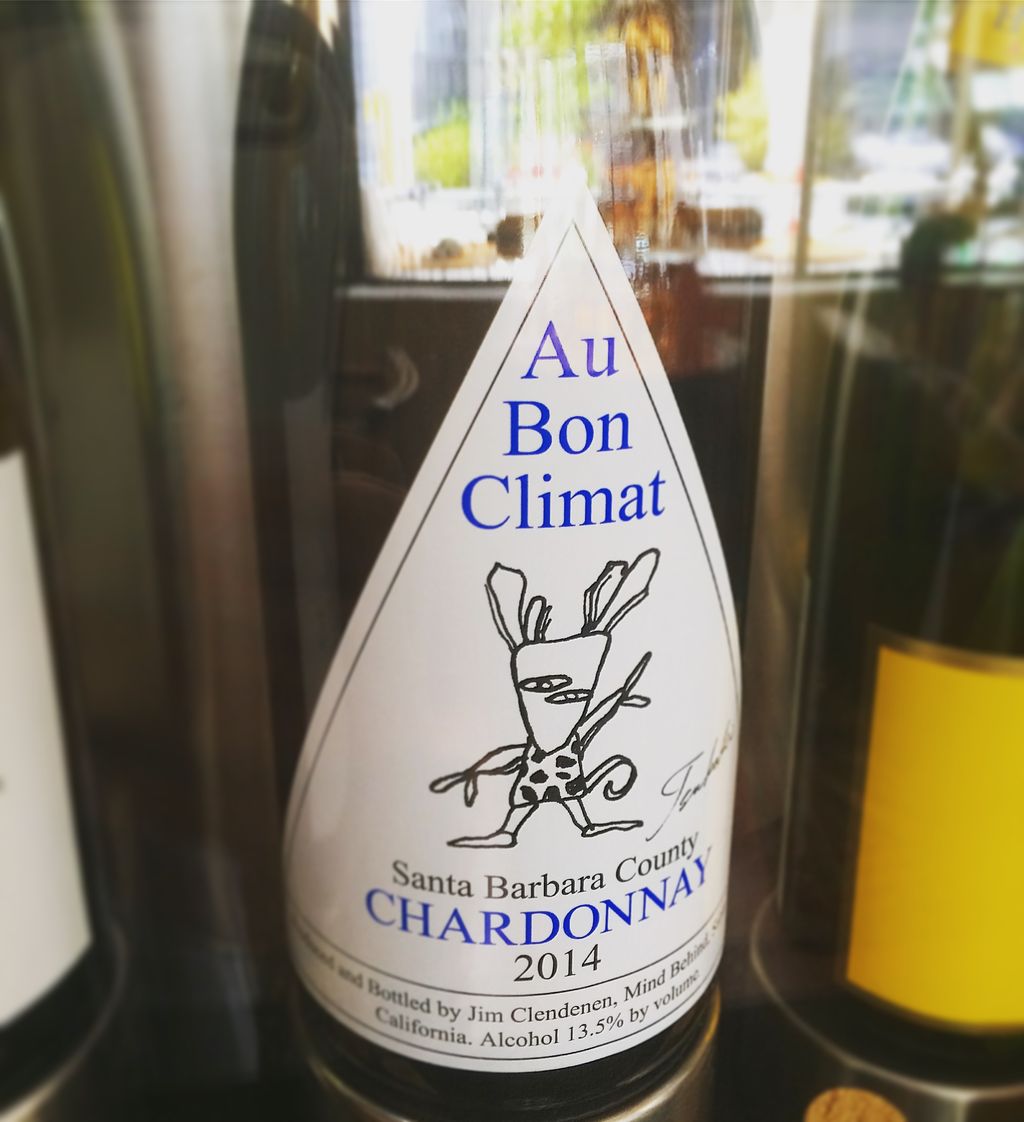 Au
Bon
Climat
Santa Barbara County
CHARDONNAY
2014
and Bottled by Jim Clendenen, Mind Behind,
California. Alcohol 13.5% by volume